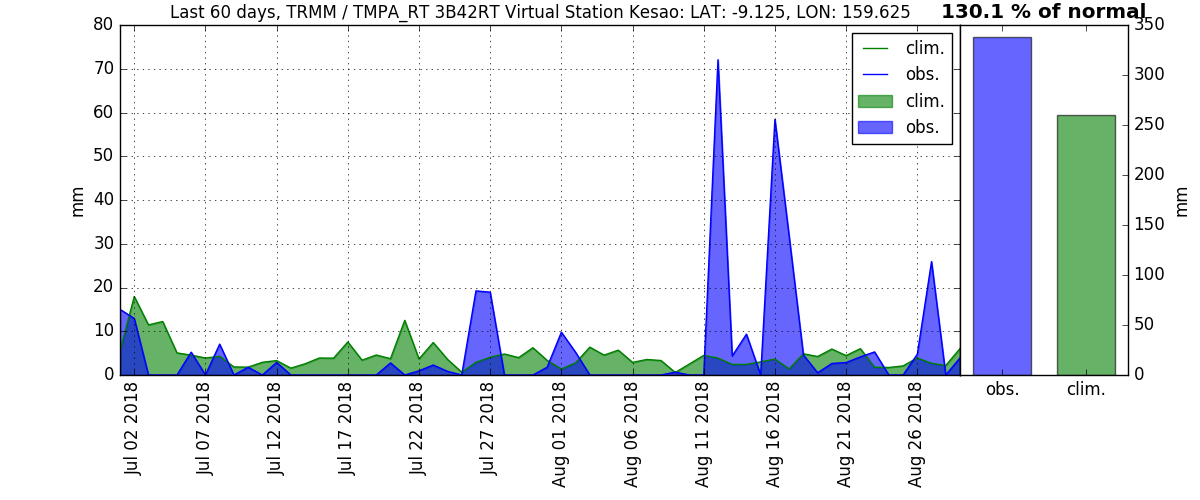 Last 60 days, TRMM / TMPA_RT 3B42RT Virtual Station Kesao: LAT: -9.125, LON: 159.625
130.1 % of normal
80
70
60
50
40
30
20
10
0
mm
clim.
obs.
clim.
obs.
Jul 02 2018
Jul 07 2018
Jul 12 2018
Jul 17 2018
Jul 22 2018
Jul 27 2018
Aug 01 2018
Aug 06 2018
Aug 11 2018
Aug 16 2018
Aug 21 2018
Aug 26 2018
350
300
250
200
150
100
50
0
mm
obs.
clim.